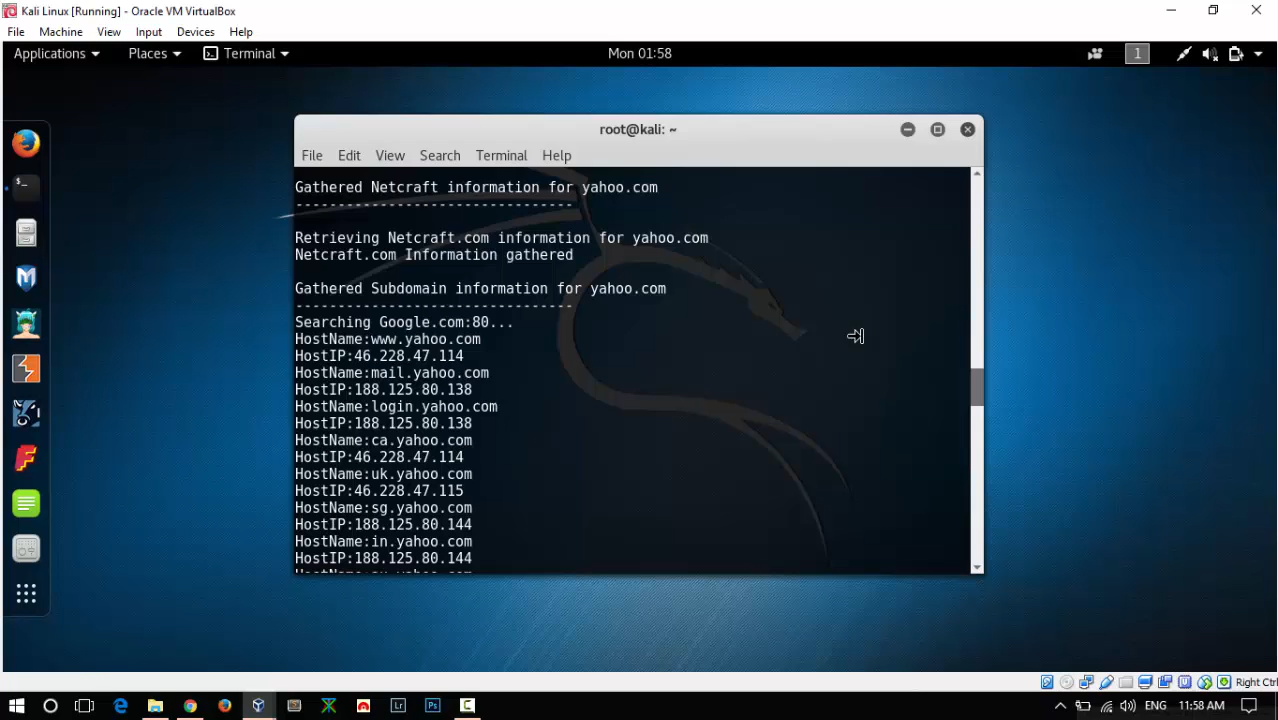 Kali Linux [Running] - Oracle VM VirtualBox
File Machine View Input Devices Help
Applications Places Terminal Mon 01:58 1
root@kali: ~
File Edit View Search Terminal Help
Gathered Netcraft information for yahoo.com
---------------------------------
Retrieving Netcraft.com information for yahoo.com
Netcraft.com Information gathered
Gathered Subdomain information for yahoo.com
---------------------------------
Searching Google.com:80...
HostName:www.yahoo.com
HostIP:46.228.47.114
HostName:mail.yahoo.com
HostIP:188.125.80.138
HostName:login.yahoo.com
HostIP:188.125.80.138
HostName:ca.yahoo.com
HostIP:46.228.47.114
HostName:uk.yahoo.com
HostIP:46.228.47.115
HostName:sg.yahoo.com
HostIP:188.125.80.144
HostName:in.yahoo.com
HostIP:188.125.80.144
Right Ctrl
Lr Ps ENG 11:58 AM